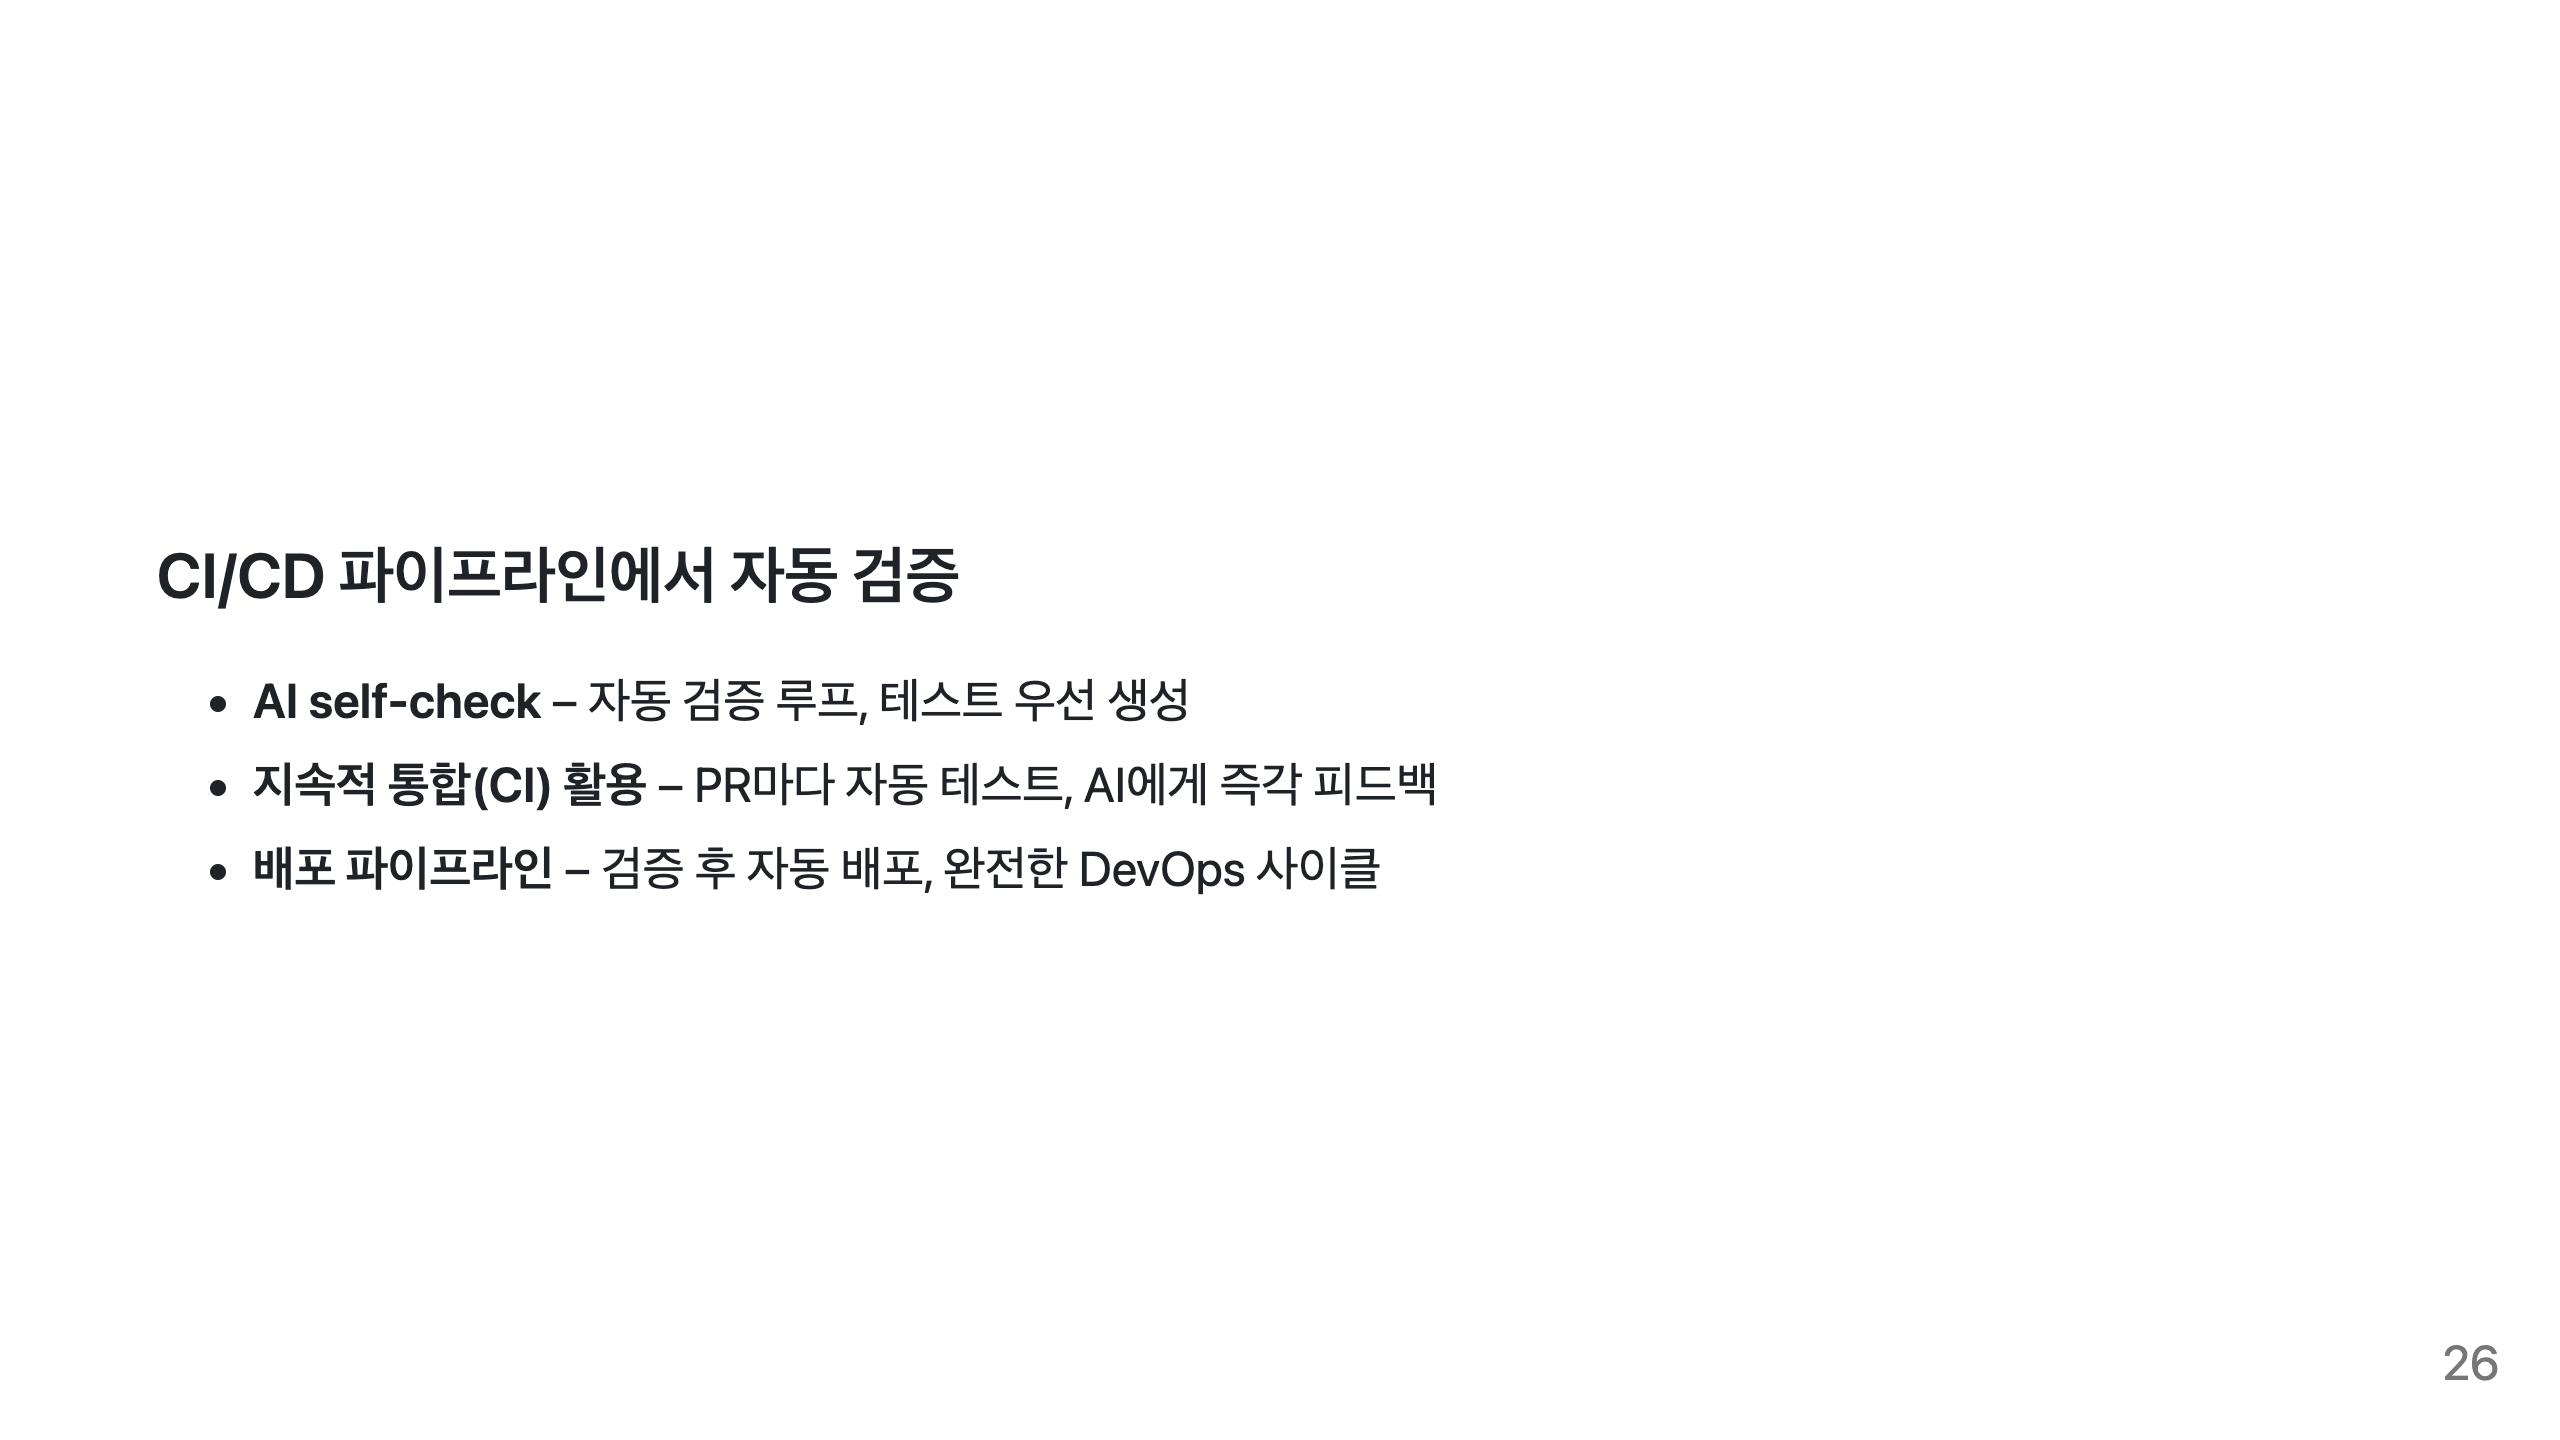 CI/CD 파이프라인에서 자동 검증
• AI self-check – 자동 검증 루프, 테스트 우선 생성
• 지속적 통합(CI) 활용 – PR마다 자동 테스트, AI에게 즉각 피드백
• 배포 파이프라인 – 검증 후 자동 배포, 완전한 DevOps 사이클
26